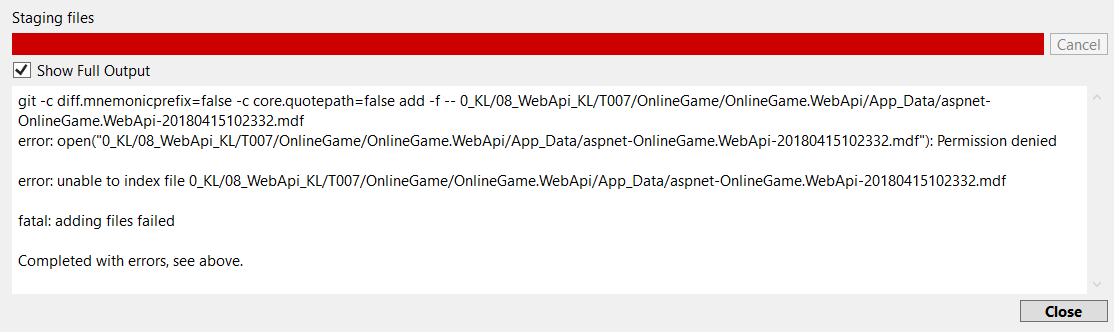 Staging files
Cancel
Show Full Output
git -c diff.mnemonicprefix=false -c core.quotepath=false add -f -- 0_KL/08_WebApi_KL/T007/OnlineGame/OnlineGame.WebApi/App_Data/aspnet-
OnlineGame.WebApi-20180415102332.mdf
error: open("0_KL/08_WebApi_KL/T007/OnlineGame/OnlineGame.WebApi/App_Data/aspnet-OnlineGame.WebApi-20180415102332.mdf"): Permission denied
error: unable to index file 0_KL/08_WebApi_KL/T007/OnlineGame/OnlineGame.WebApi/App_Data/aspnet-OnlineGame.WebApi-20180415102332.mdf
fatal: adding files failed
Completed with errors, see above.
Close